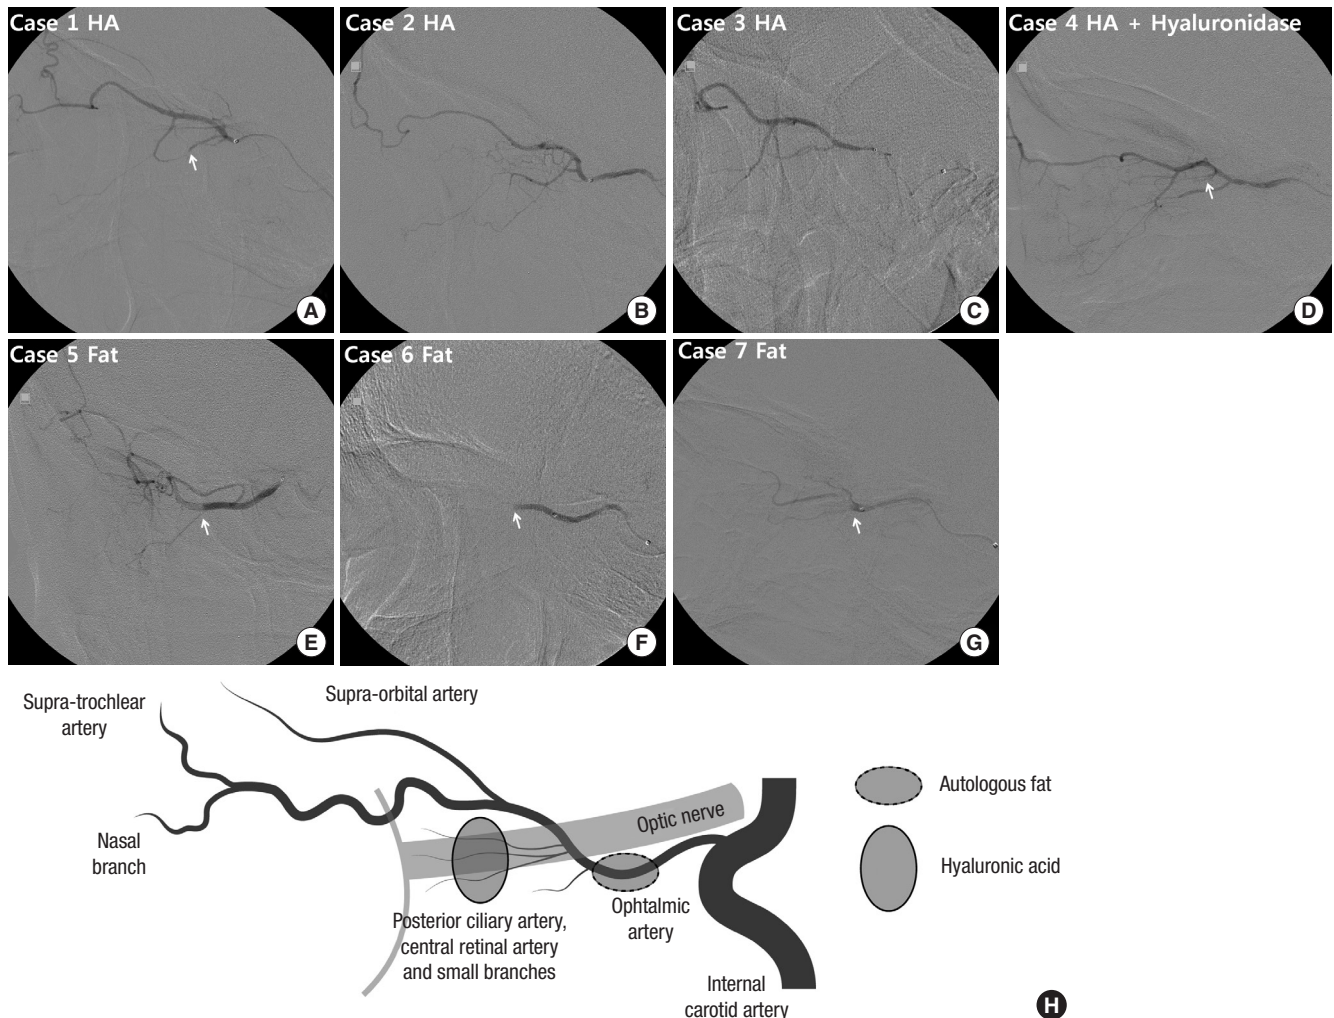 Case 1 HA
A
Case 2 HA
B
Case 3 HA
C
Case 4 HA + Hyaluronidase
D
Case 5 Fat
E
Case 6 Fat
F
Case 7 Fat
G
Supra-trochlear
artery
Supra-orbital artery
Nasal
branch
Optic nerve
Posterior ciliary artery,
central retinal artery
and small branches
Ophtalmic
artery
Internal
carotid artery
Autologous fat
Hyaluronic acid
H